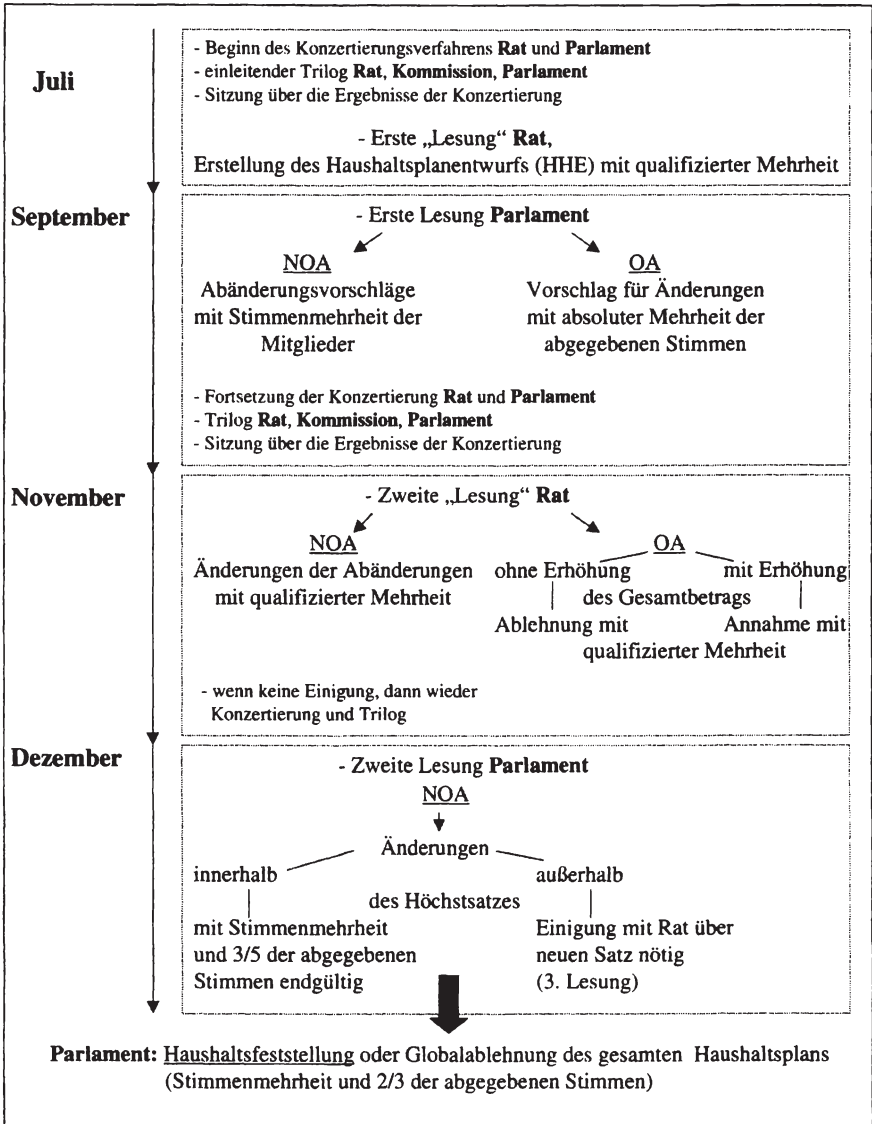 Juli
- Beginn des Konzertierungsverfahrens Rat und Parlament
- einleitender Trilog Rat, Kommission, Parlament
- Sitzung über die Ergebnisse der Konzertierung
- Erste „Lesung“ Rat,
Erstellung des Haushaltsplanentwurfs (HHE) mit qualifizierter Mehrheit
September
- Erste Lesung Parlament
NOA
Abänderungsvorschläge
mit Stimmenmehrheit der
Mitglieder
OA
Vorschlag für Änderungen
mit absoluter Mehrheit der
abgegebenen Stimmen
- Fortsetzung der Konzertierung Rat und Parlament
- Trilog Rat, Kommission, Parlament
- Sitzung über die Ergebnisse der Konzertierung
November
- Zweite „Lesung“ Rat
NOA
Änderungen der Abänderungen
mit qualifizierter Mehrheit
OA
ohne Erhöhung mit Erhöhung
des Gesamtbetrags
Ablehnung mit Annahme mit
qualifizierter Mehrheit
- wenn keine Einigung, dann wieder
Konzertierung und Trilog
Dezember
- Zweite Lesung Parlament
NOA
Änderungen
innerhalb außerhalb
des Höchstsatzes
mit Stimmenmehrheit
und 3/5 der abgegebenen
Stimmen endgültig
Einigung mit Rat über
neuen Satz nötig
(3. Lesung)
Parlament: Haushaltsfeststellung oder Globalablehnung des gesamten Haushaltsplans
(Stimmenmehrheit und 2/3 der abgegebenen Stimmen)